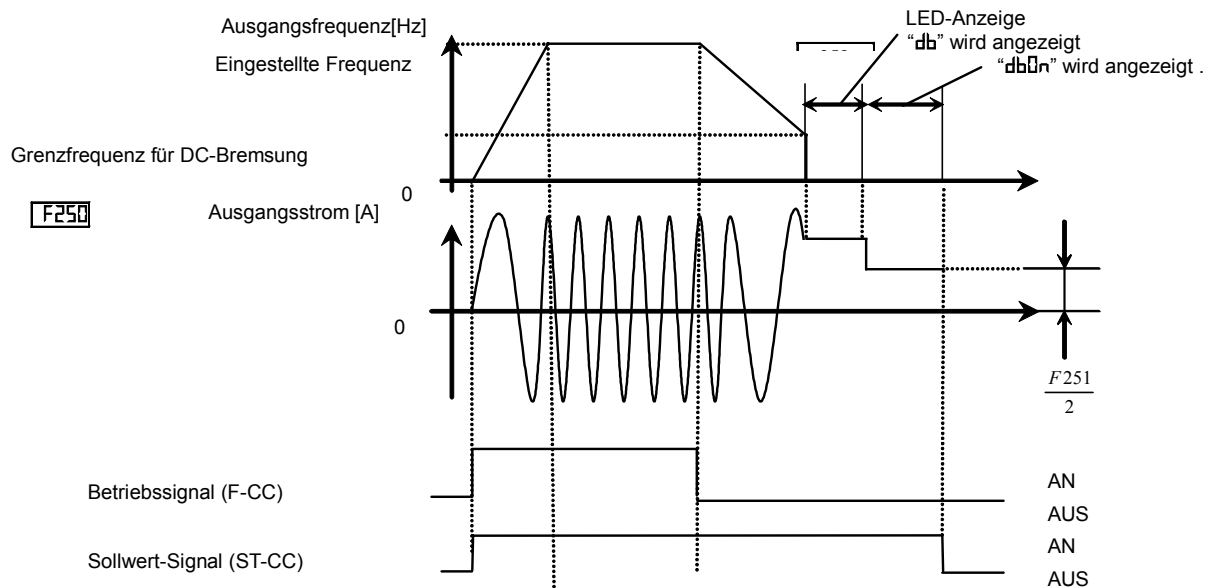 Ausgangsfrequenz[Hz]
LED-Anzeige
“db” wird angezeigt
Eingestellte Frequenz
“dbOn” wird angezeigt .
Grenzfrequenz für DC-Bremsung
0
F250
Ausgangsstrom [A]
0
F251
2
Betriebssignal (F-CC)
AN
AUS
Sollwert-Signal (ST-CC)
AN
AUS